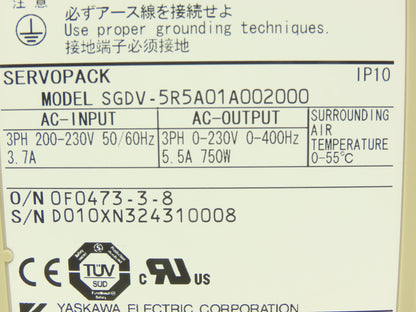 必ずアース線を接続せよ
Use proper grounding techniques.
接地端子必须接地
SERVOPACK IP10
MODEL SGDV-5R5A01A002000
AC-INPUT AC-OUTPUT SURROUNDING AIR TEMPERATURE 0-55℃
3PH 200-230V 50/60Hz 3PH 0-230V 0-400Hz
3.7A 5.5A 750W
O/N 0F0473-3-8
S/N D010XN324310008
CE TÜV SÜD c UL US
YASKAWA ELECTRIC CORPORATION